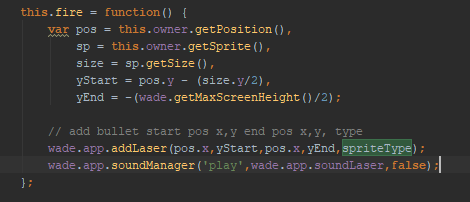 this.fire = function() {
var pos = this.owner.getPosition(),
sp = this.owner.getSprite(),
size = sp.getSize(),
yStart = pos.y - (size.y/2),
yEnd = -(wade.getMaxScreenHeight()/2);
// add bullet start pos x,y end pos x,y, type
wade.app.addLaser(pos.x,yStart,pos.x,yEnd,spriteType);
wade.app.soundManager('play',wade.app.soundLaser,false);
};